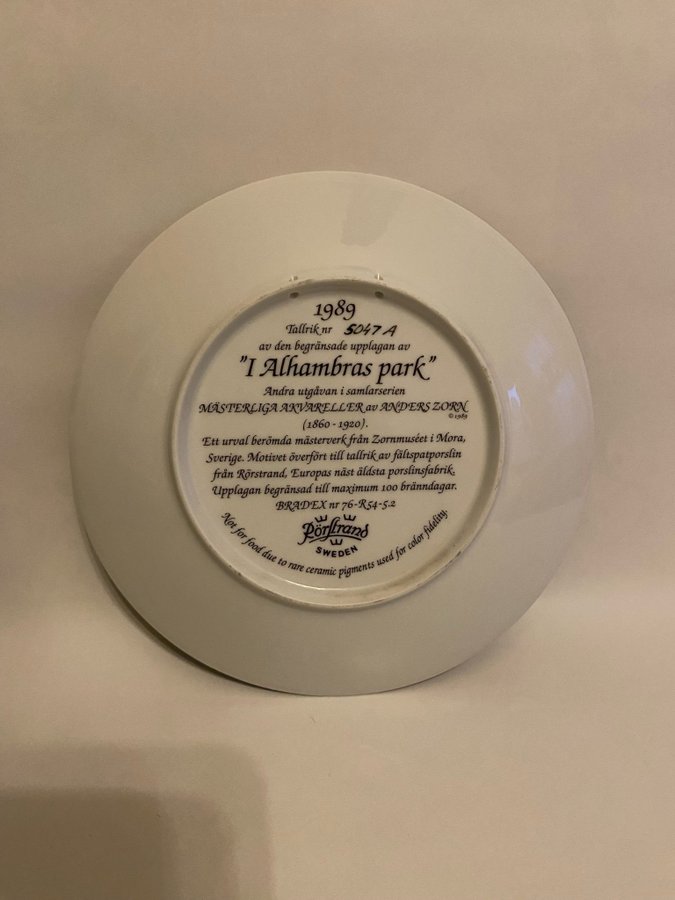 1989
Tallrik nr 5047 A
av den begränsade upplagan av
"I Alhambras park"
Andra utgåvan i samlarserien
MÄSTERLIGA AKVARELLER av ANDERS ZORN
© 1989
(1860 - 1920).
Ett urval berömda mästerverk från Zornmuséet i Mora,
Sverige. Motivet överfört till tallrik av fältspatporslin
från Rörstrand, Europas näst äldsta porslinsfabrik.
Upplagan begränsad till maximum 100 bränndagar.
BRADEX nr 76-R54-5.2
Rörstrand
SWEDEN
Not for food due to rare ceramic pigments used for color fidelity.